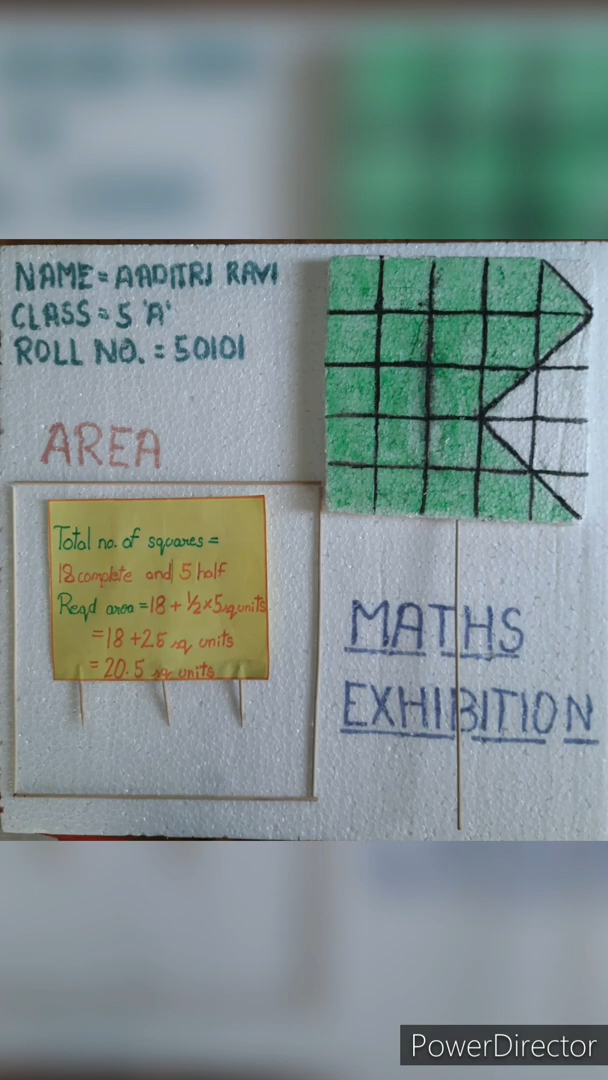 NAME = AADITRI RAVI
CLASS = 5 'A'
ROLL NO. = 50101
AREA
Total no. of squares =
18 complete and 5 half
Reqd area = 18 + ½ × 5 sq units
= 18 + 2.5 sq units
= 20.5 sq units
MATHS
EXHIBITION
PowerDirector